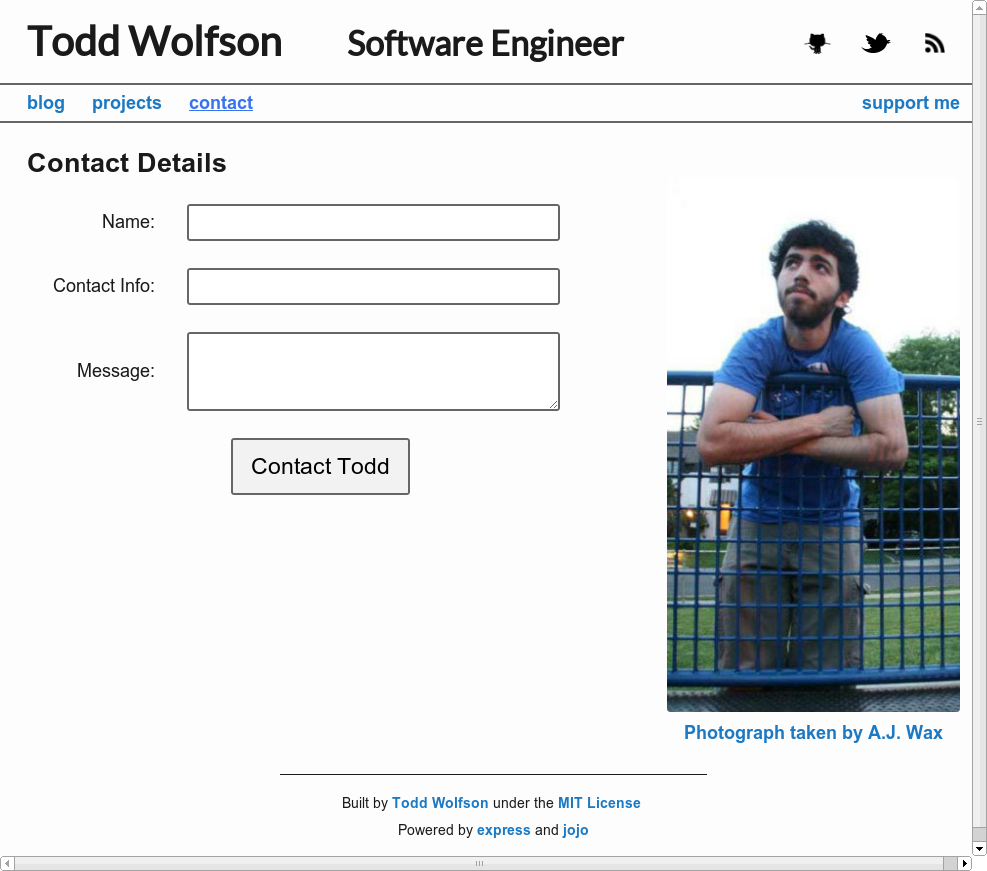 Todd Wolfson Software Engineer
blog projects contact support me
Contact Details
Name:
Contact Info:
Message:
Contact Todd
Photograph taken by A.J. Wax
Built by Todd Wolfson under the MIT License
Powered by express and jojo